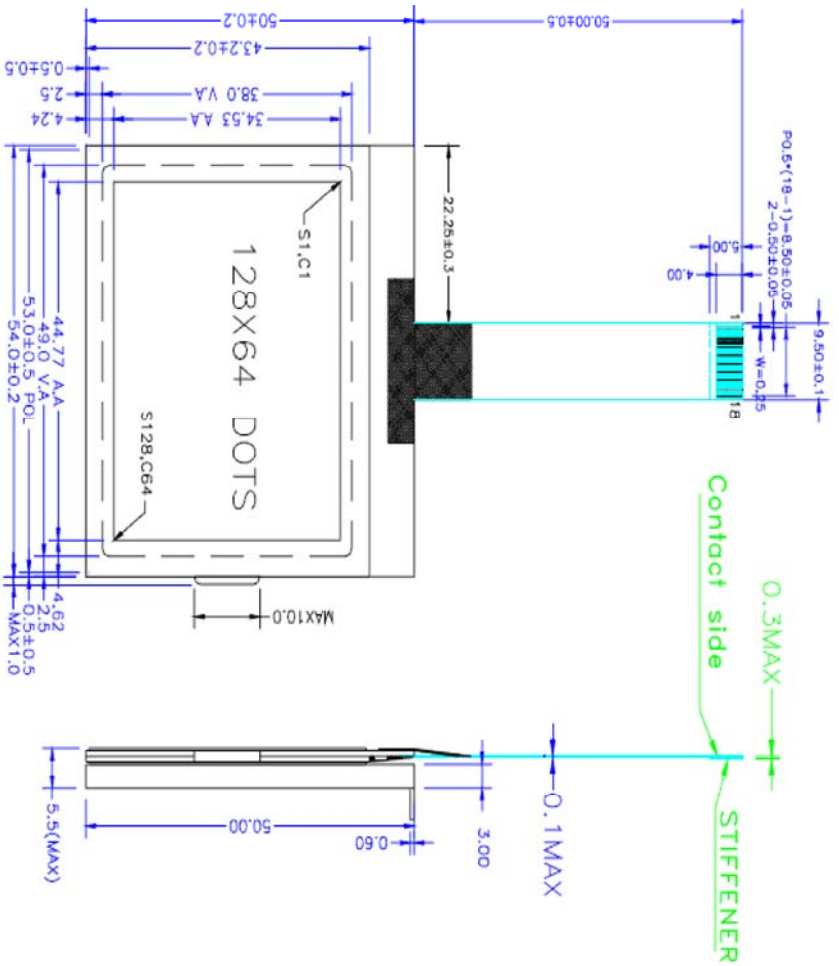 50±0.2
50.00±0.5
43.2±0.2
0.5±0.5
38.0 V.A
2.5
34.53 A.A
4.24
P0.5*(18-1)=8.50±0.05
2-0.50±0.05
5.00
4.00
22.25±0.3
9.50±0.1
1
W=0.25
18
S1,C1
128X64 DOTS
S128,C64
44.77 A.A
49.0 V.A
53.0±0.5 POL
54.0±0.2
4.62
2.5
0.5±0.5
MAX1.0
MAX10.0
Contact side
0.3MAX
STIFFENER
0.1MAX
3.00
0.60
50.00
5.5(MAX)